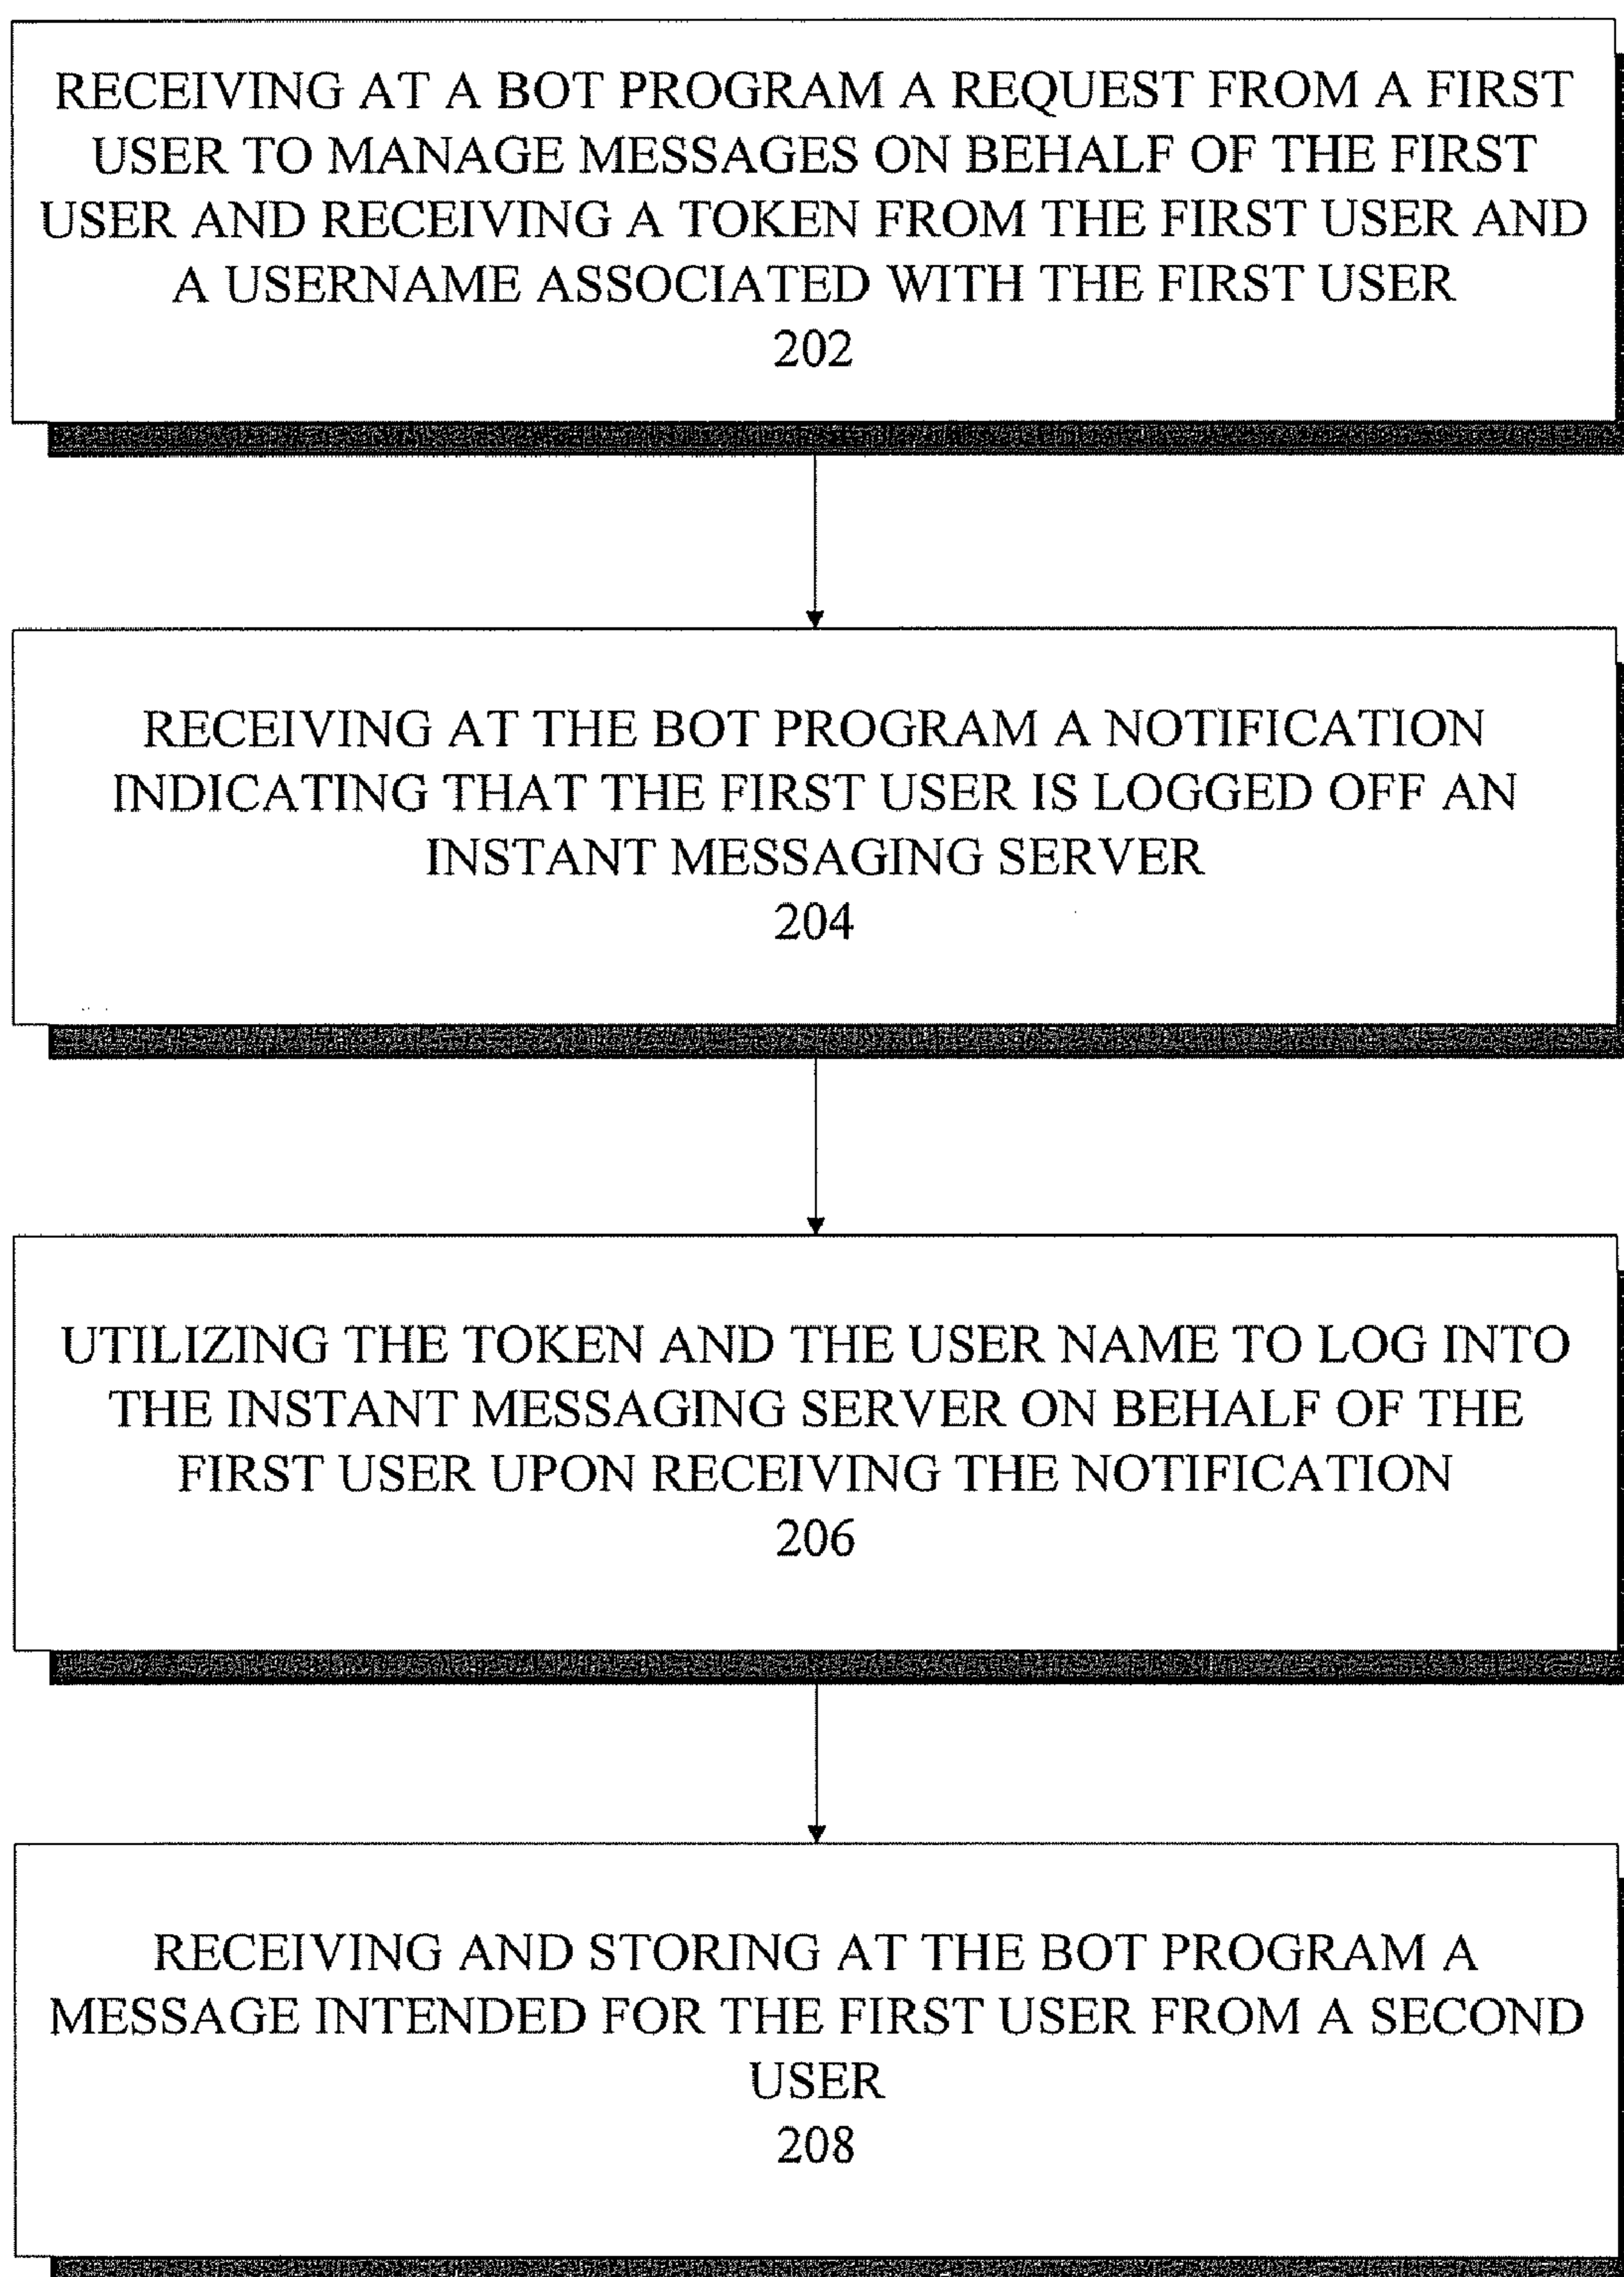 RECEIVING AT A BOT PROGRAM A REQUEST FROM A FIRST
USER TO MANAGE MESSAGES ON BEHALF OF THE FIRST
USER AND RECEIVING A TOKEN FROM THE FIRST USER AND
A USERNAME ASSOCIATED WITH THE FIRST USER
202
RECEIVING AT THE BOT PROGRAM A NOTIFICATION
INDICATING THAT THE FIRST USER IS LOGGED OFF AN
INSTANT MESSAGING SERVER
204
UTILIZING THE TOKEN AND THE USER NAME TO LOG INTO
THE INSTANT MESSAGING SERVER ON BEHALF OF THE
FIRST USER UPON RECEIVING THE NOTIFICATION
206
RECEIVING AND STORING AT THE BOT PROGRAM A
MESSAGE INTENDED FOR THE FIRST USER FROM A SECOND
USER
208